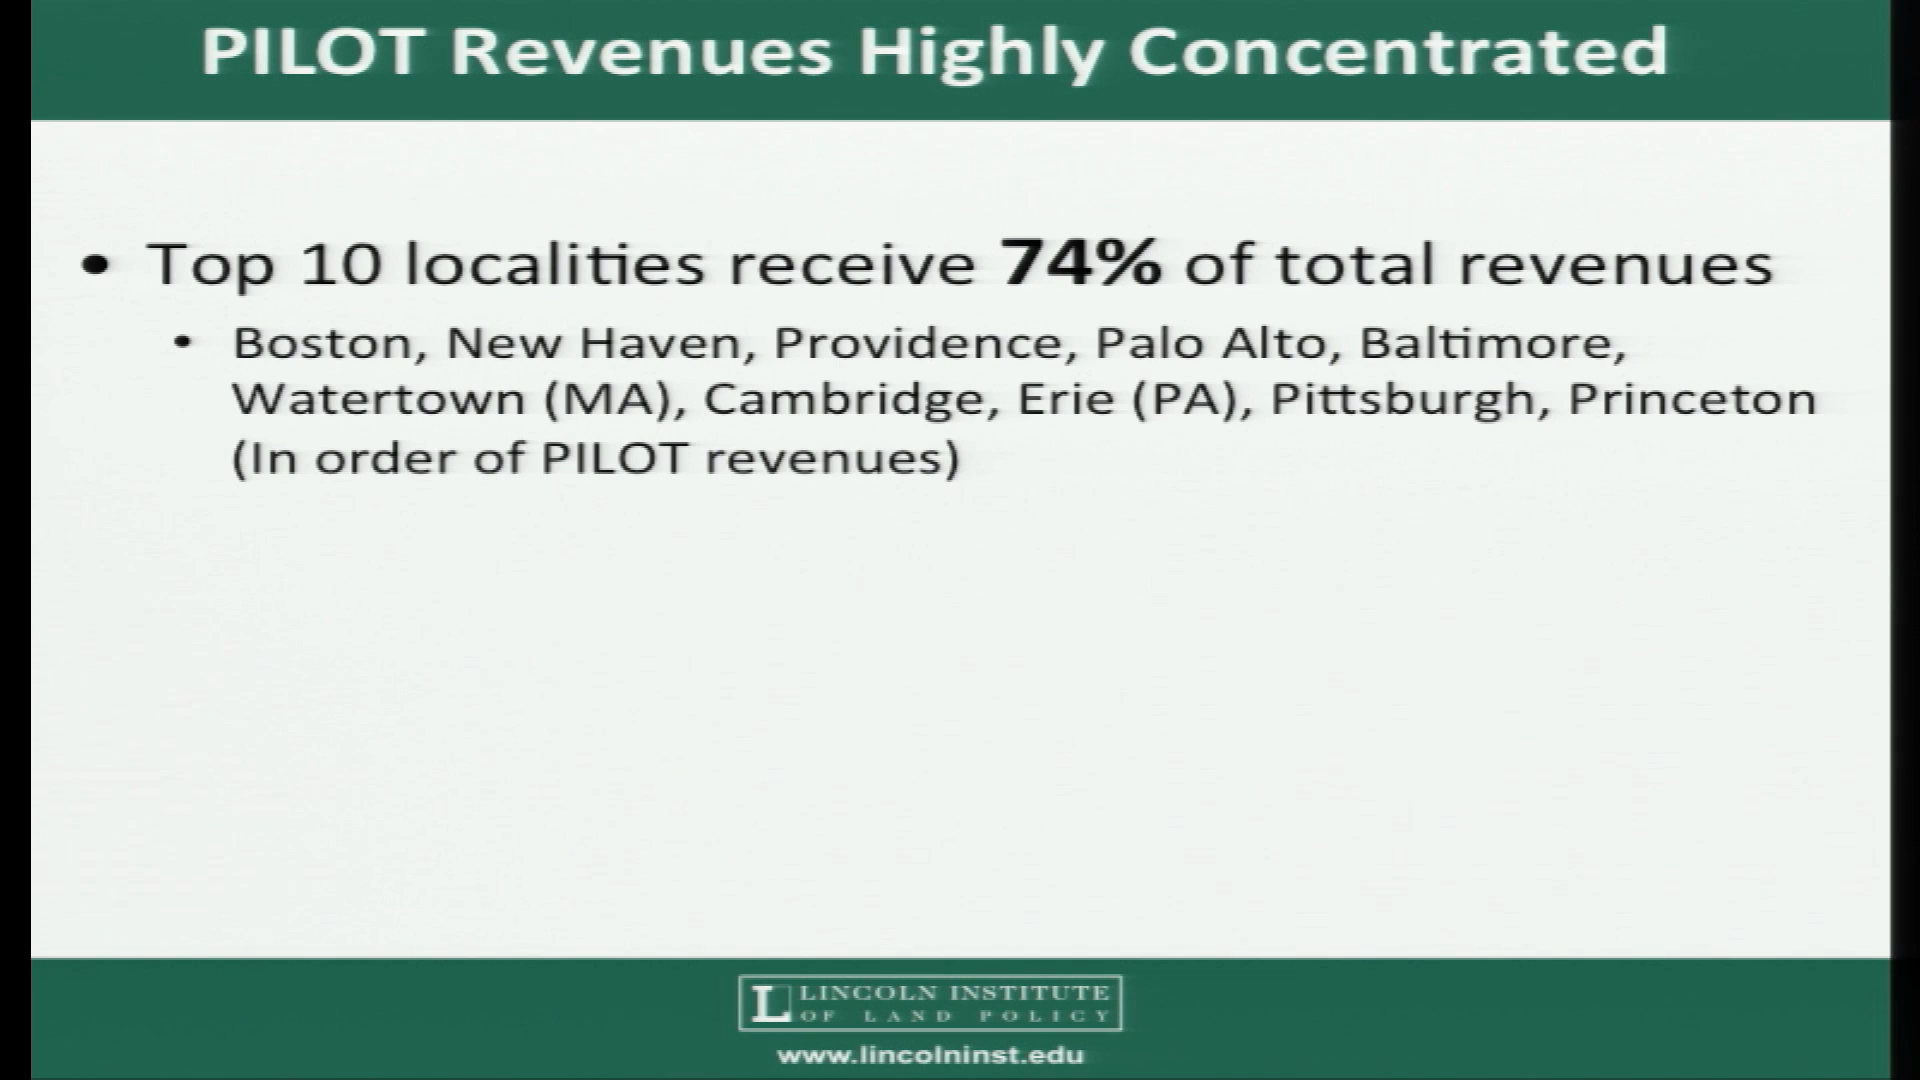 PILOT Revenues Highly Concentrated
• Top 10 localities receive 74% of total revenues
• Boston, New Haven, Providence, Palo Alto, Baltimore,
Watertown (MA), Cambridge, Erie (PA), Pittsburgh, Princeton
(In order of PILOT revenues)
L LINCOLN INSTITUTE
OF LAND POLICY
www.lincolninst.edu